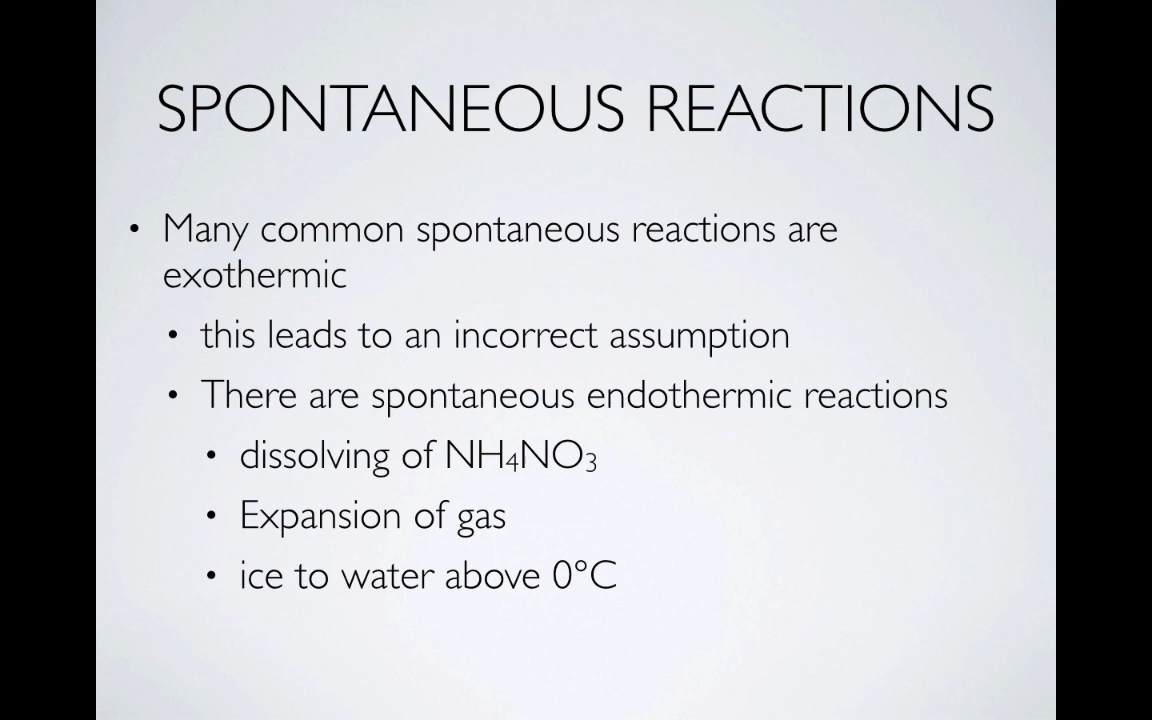 SPONTANEOUS REACTIONS
• Many common spontaneous reactions are
exothermic
• this leads to an incorrect assumption
• There are spontaneous endothermic reactions
• dissolving of NH₄NO₃
• Expansion of gas
• ice to water above 0°C